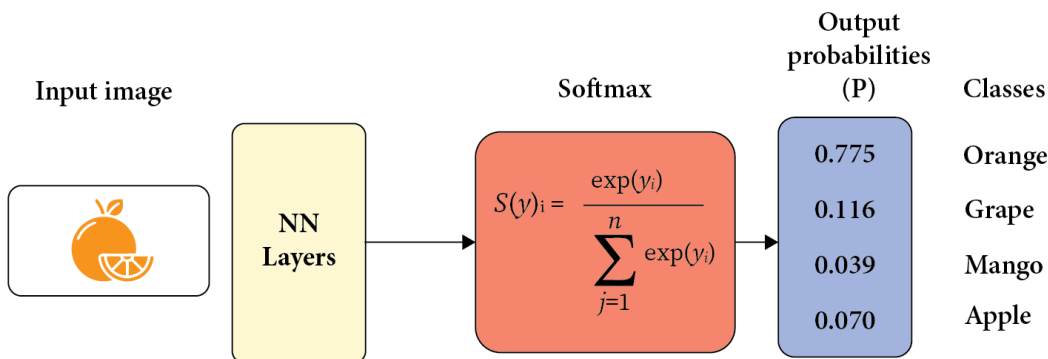 Input image
NN
Layers
Softmax
S(y)i = exp(yi)
n
∑ exp(yi)
j=1
Output
probabilities
(P)
0.775
0.116
0.039
0.070
Classes
Orange
Grape
Mango
Apple